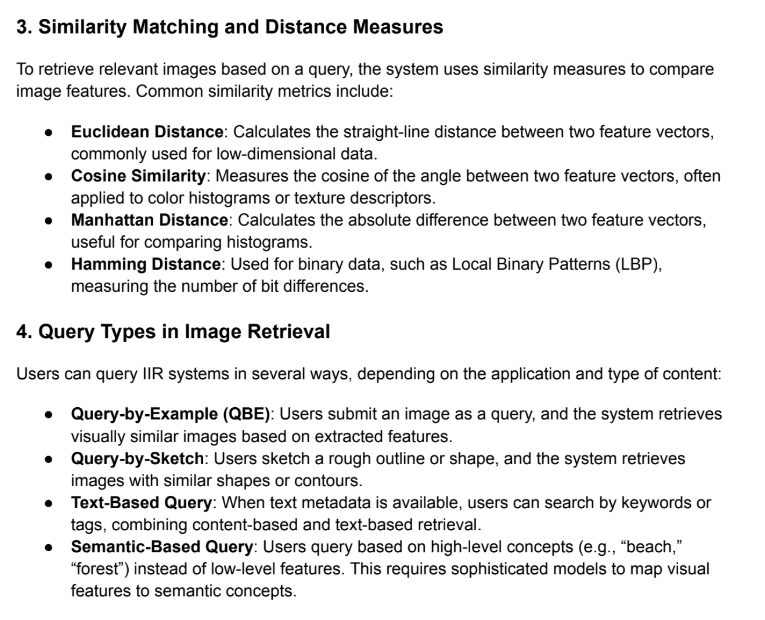 3. Similarity Matching and Distance Measures
To retrieve relevant images based on a query, the system uses similarity measures to compare
image features. Common similarity metrics include:
● Euclidean Distance: Calculates the straight-line distance between two feature vectors,
commonly used for low-dimensional data.
● Cosine Similarity: Measures the cosine of the angle between two feature vectors, often
applied to color histograms or texture descriptors.
● Manhattan Distance: Calculates the absolute difference between two feature vectors,
useful for comparing histograms.
● Hamming Distance: Used for binary data, such as Local Binary Patterns (LBP),
measuring the number of bit differences.
4. Query Types in Image Retrieval
Users can query IIR systems in several ways, depending on the application and type of content:
● Query-by-Example (QBE): Users submit an image as a query, and the system retrieves
visually similar images based on extracted features.
● Query-by-Sketch: Users sketch a rough outline or shape, and the system retrieves
images with similar shapes or contours.
● Text-Based Query: When text metadata is available, users can search by keywords or
tags, combining content-based and text-based retrieval.
● Semantic-Based Query: Users query based on high-level concepts (e.g., “beach,”
“forest”) instead of low-level features. This requires sophisticated models to map visual
features to semantic concepts.